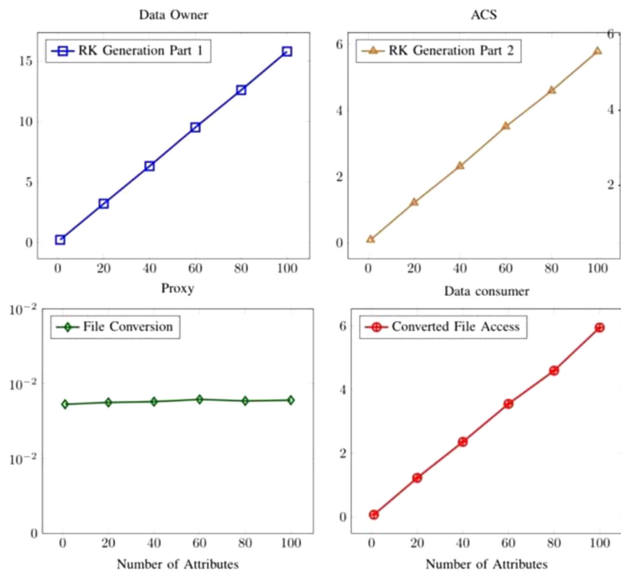 Data Owner
RK Generation Part 1
15
10
5
0
0 20 40 60 80 100
ACS
RK Generation Part 2
6
4
2
0
0 20 40 60 80 100
6
4
2
Proxy
File Conversion
10−2
10−2
10−2
0
0 20 40 60 80 100
Number of Attributes
Data consumer
Converted File Access
6
4
2
0
0 20 40 60 80 100
Number of Attributes